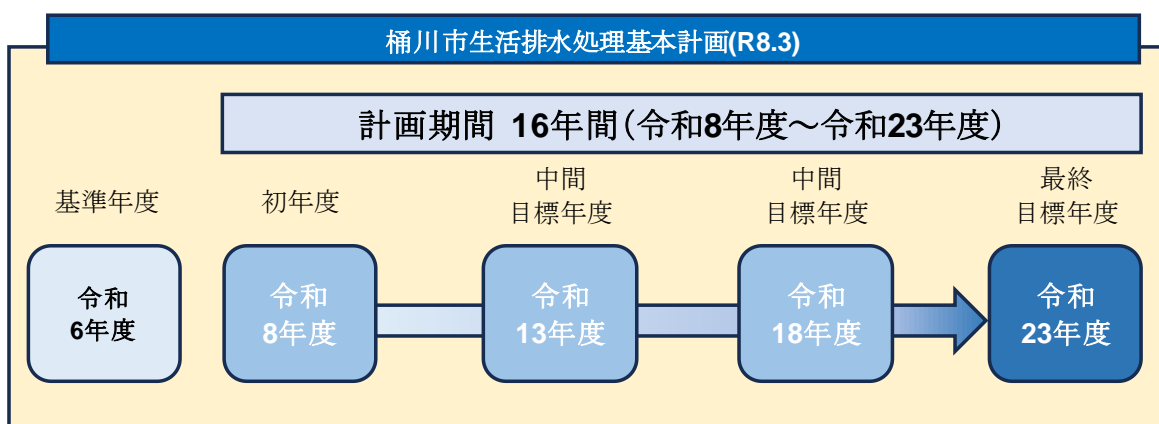 桶川市生活排水処理基本計画(R8.3)
計画期間 16年間（令和8年度～令和23年度）
基準年度
初年度
中間
目標年度
中間
目標年度
最終
目標年度
令和
6年度
令和
8年度
令和
13年度
令和
18年度
令和
23年度